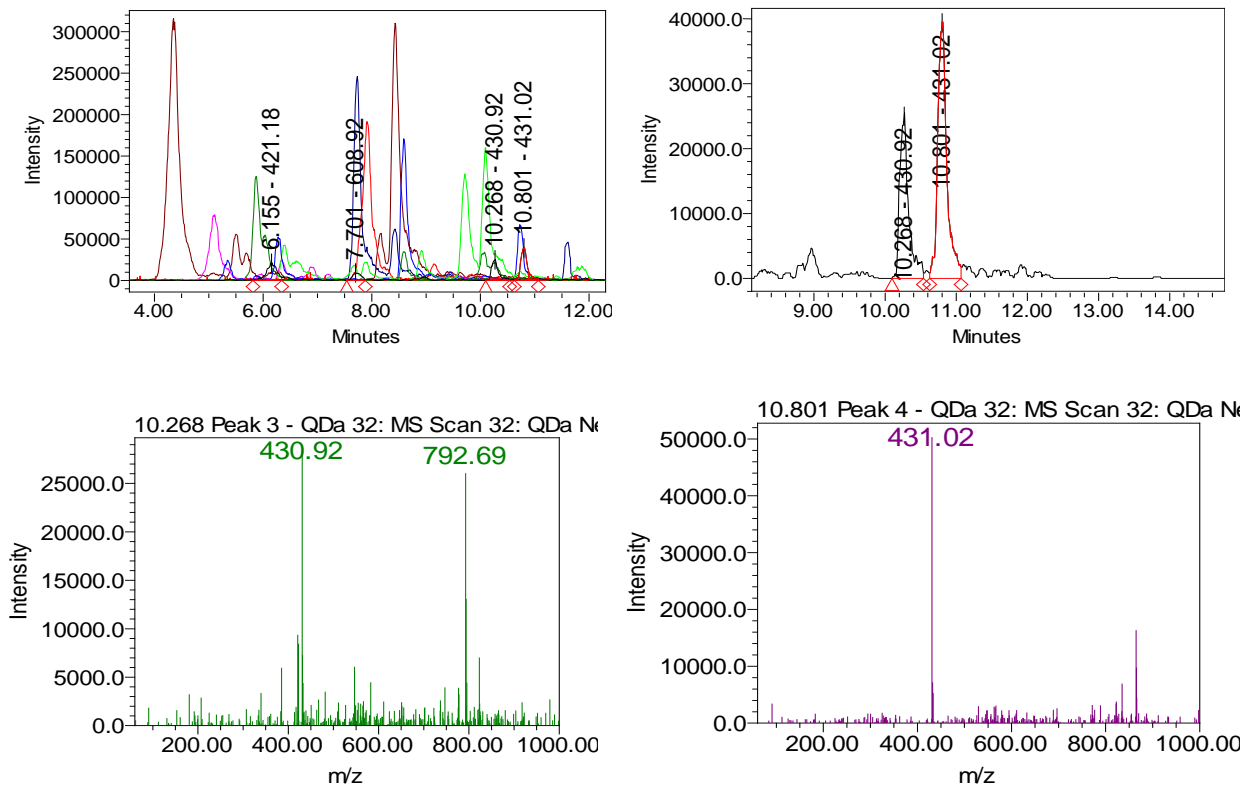 300000
250000
200000
150000
100000
50000
0
Intensity
6.155 - 421.18
7.701 - 608.92
10.268 - 430.92
10.801 - 431.02
4.00 6.00 8.00 10.00 12.00
Minutes
40000.0
30000.0
20000.0
10000.0
0.0
Intensity
10.268 - 430.92
10.801 - 431.02
9.00 10.00 11.00 12.00 13.00 14.00
Minutes
10.268 Peak 3 - QDa 32: MS Scan 32: QDa Ne
430.92 792.69
25000.0
20000.0
15000.0
10000.0
5000.0
0.0
Intensity
200.00 400.00 600.00 800.00 1000.00
m/z
10.801 Peak 4 - QDa 32: MS Scan 32: QDa Ne
431.02
50000.0
40000.0
30000.0
20000.0
10000.0
0.0
Intensity
200.00 400.00 600.00 800.00 1000.00
m/z